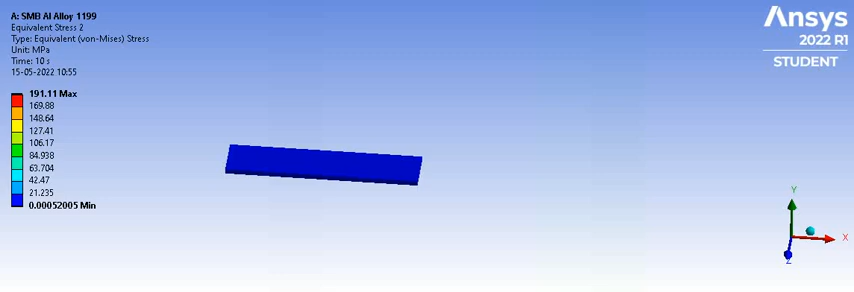 A: SMB Al Alloy 1199
Equivalent Stress 2
Type: Equivalent (von-Mises) Stress
Unit: MPa
Time: 10 s
15-05-2022 10:55
191.11 Max
169.88
148.64
127.41
106.17
84.938
63.704
42.47
21.235
0.00052005 Min
Ansys
2022 R1
STUDENT
Y
X
Z